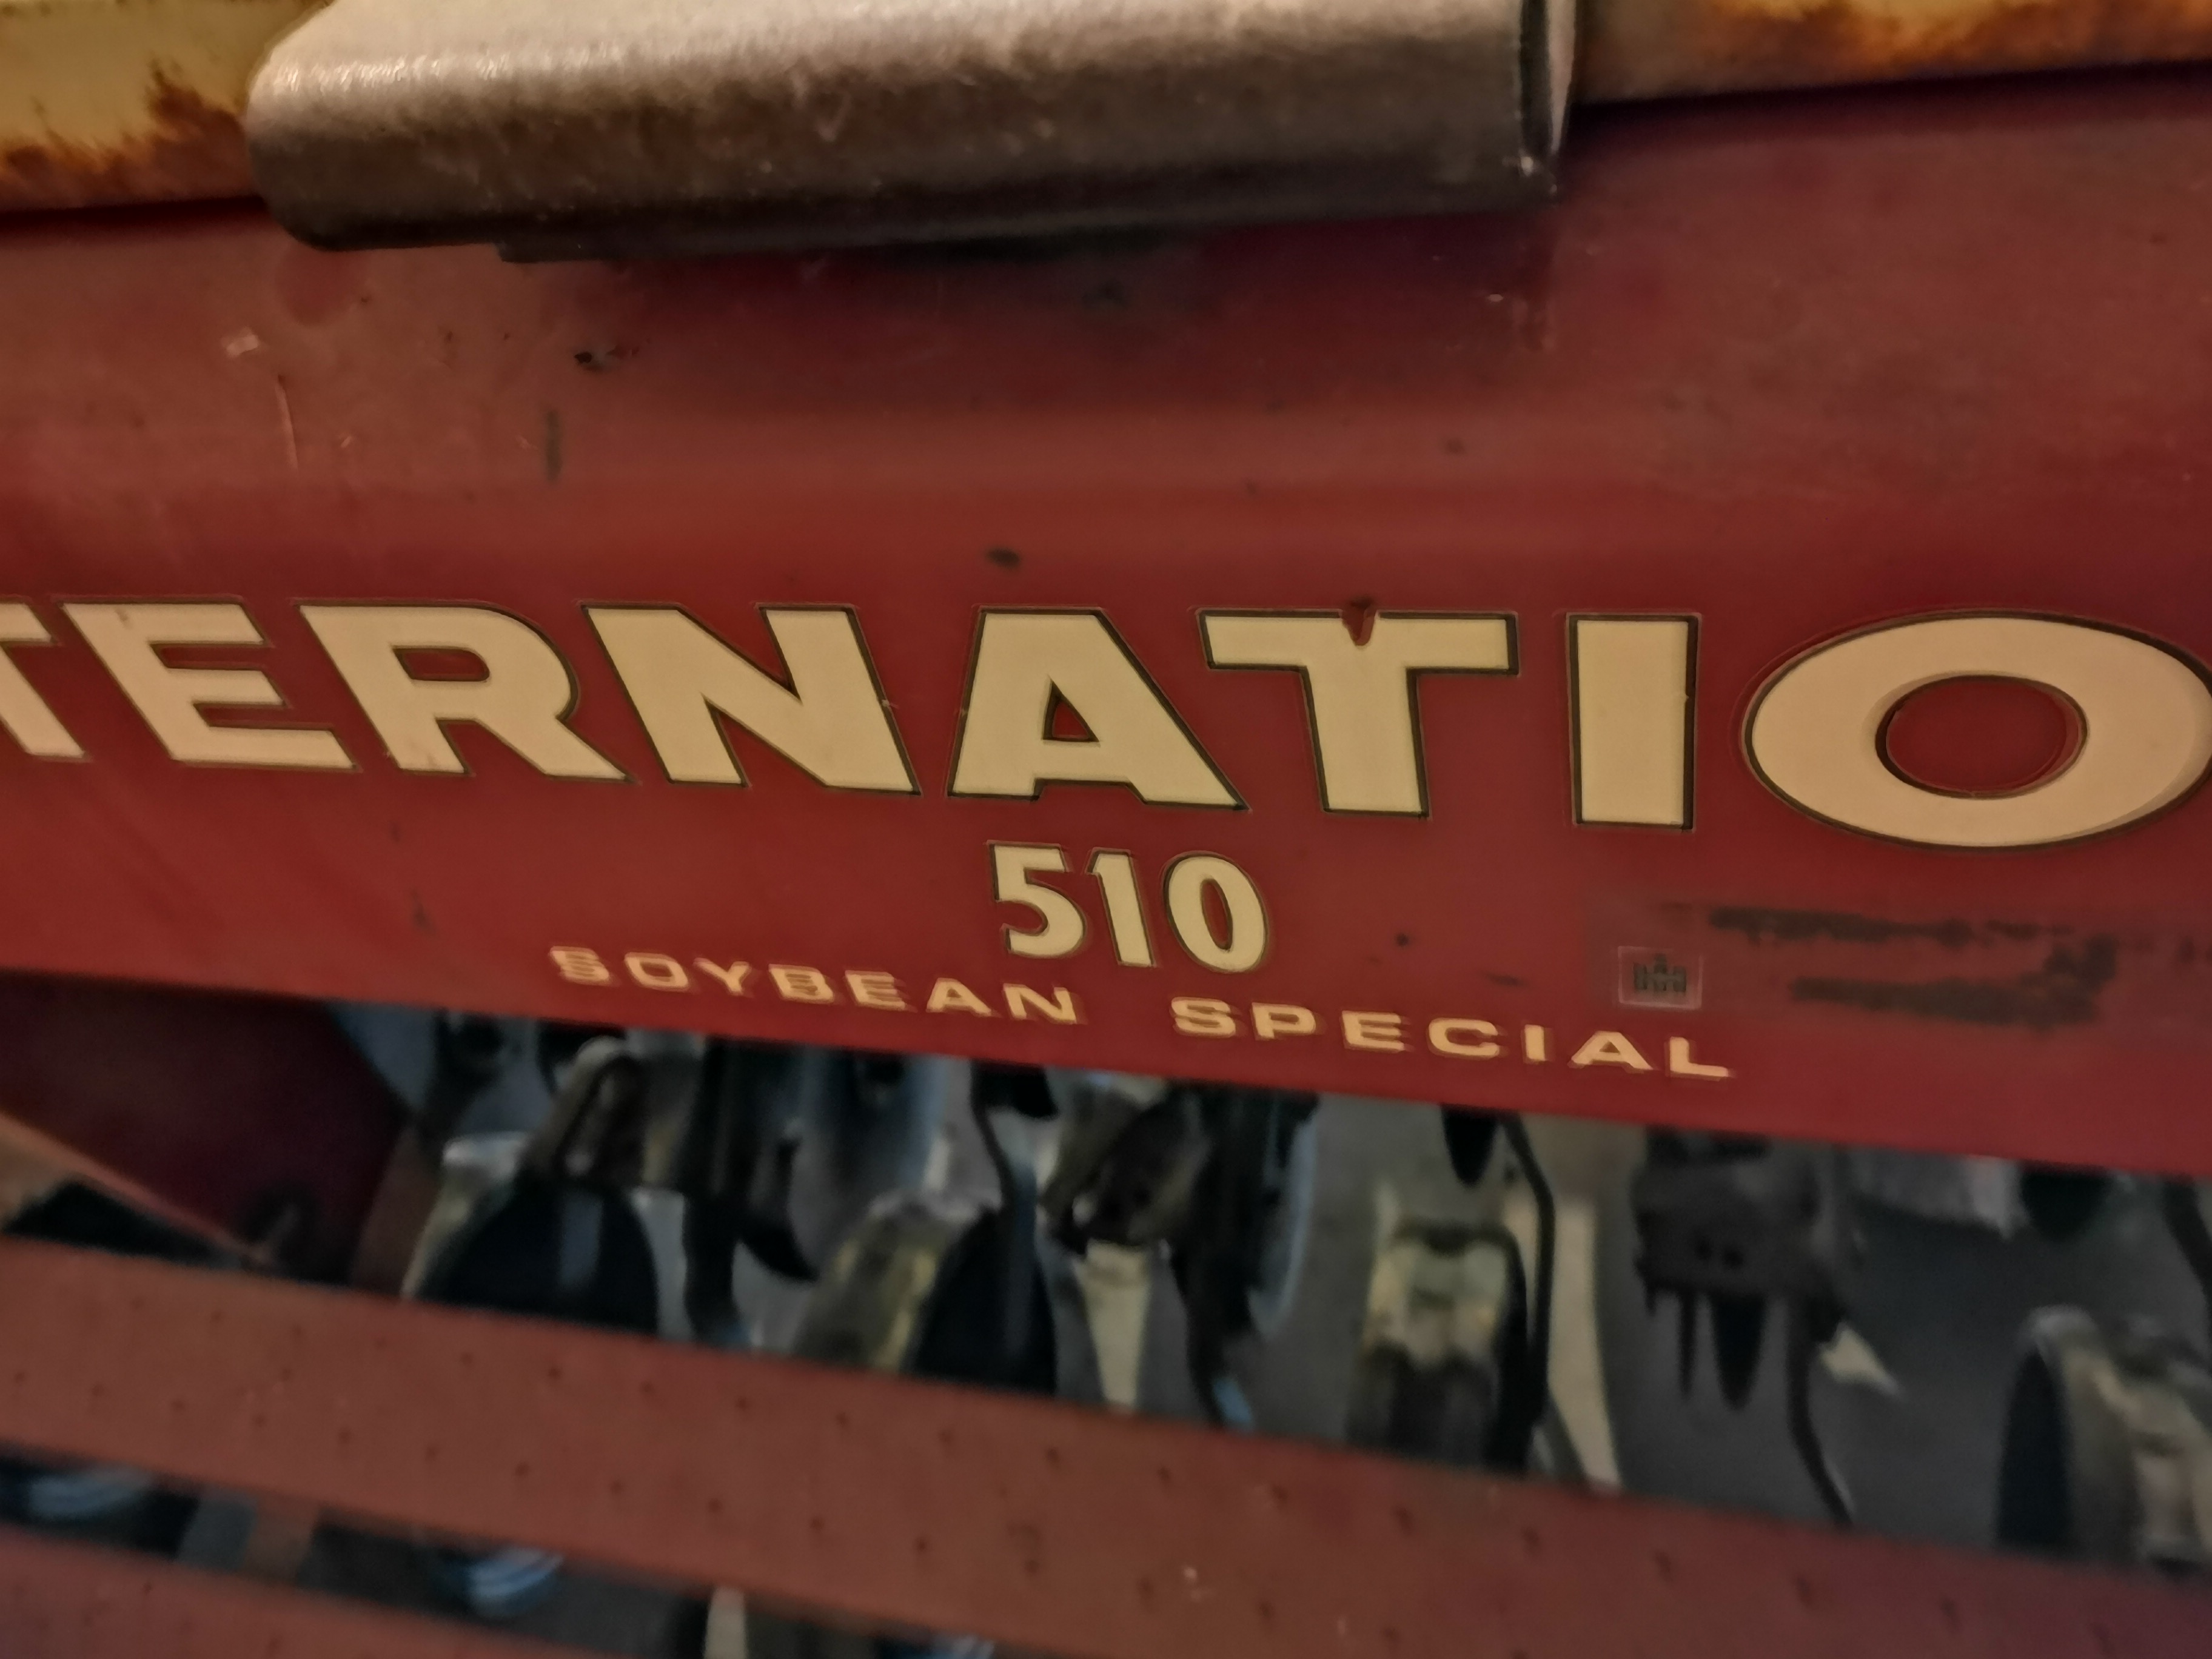 TERNATIO
510
SOYBEAN SPECIAL